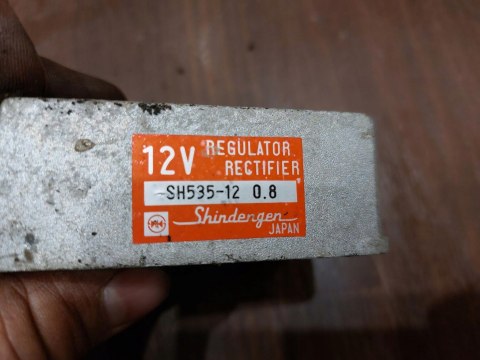 12V REGULATOR
RECTIFIER
SH535-12 0.8
Shindengen
JAPAN